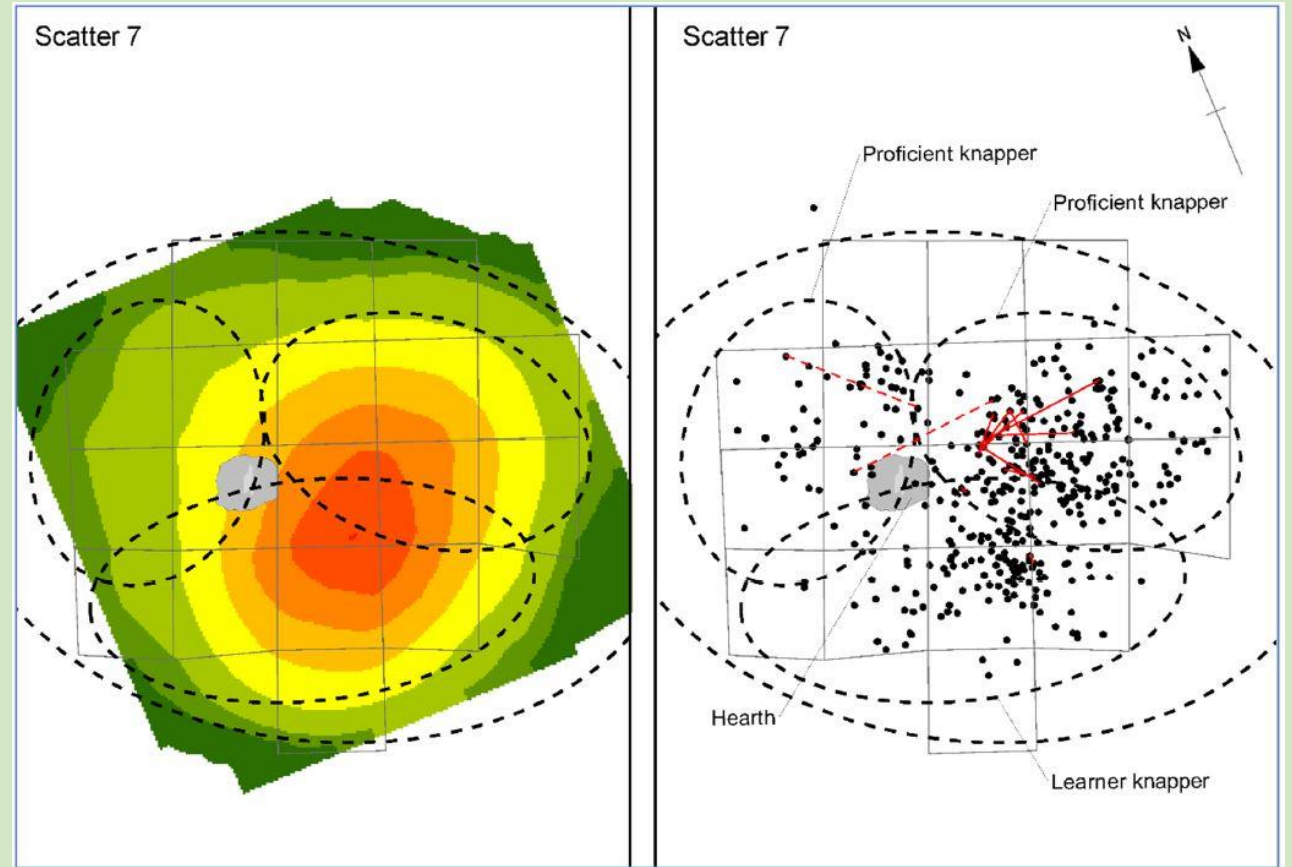 Scatter 7
Scatter 7
N
Proficient knapper
Proficient knapper
Hearth
Learner knapper